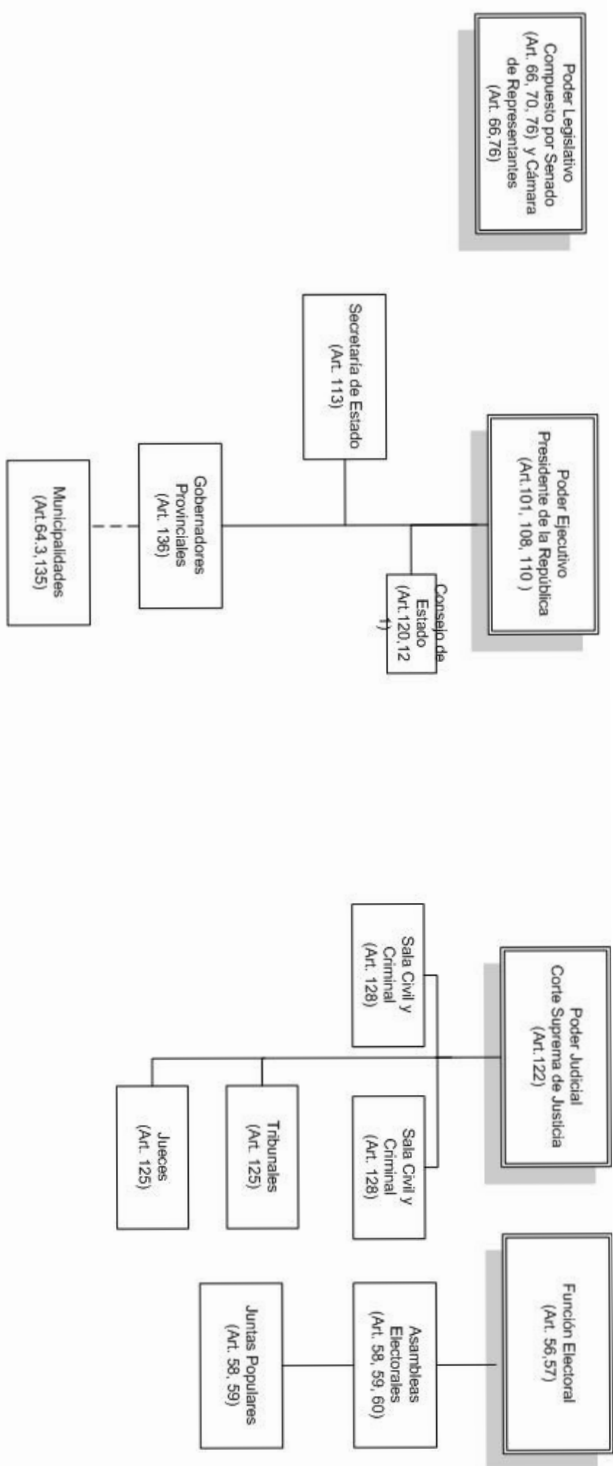 Poder Legislativo
Compuesto por Senado
(Art. 66, 70, 76) y Cámara
de Representantes
(Art. 66,76)
Poder Ejecutivo
Presidente de la República
(Art.101, 108, 110 )
Consejo de
Estado
(Art.120,12
1)
Secretaría de Estado
(Art. 113)
Gobernadores
Provinciales
(Art. 136)
Municipalidades
(Art.64.3,135)
Poder Judicial
Corte Suprema de Justicia
(Art.122)
Sala Civil y
Criminal
(Art. 128)
Sala Civil y
Criminal
(Art. 128)
Tribunales
(Art. 125)
Jueces
(Art. 125)
Función Electoral
(Art. 56,57)
Asambleas
Electorales
(Art. 58, 59, 60)
Juntas Populares
(Art. 58, 59)